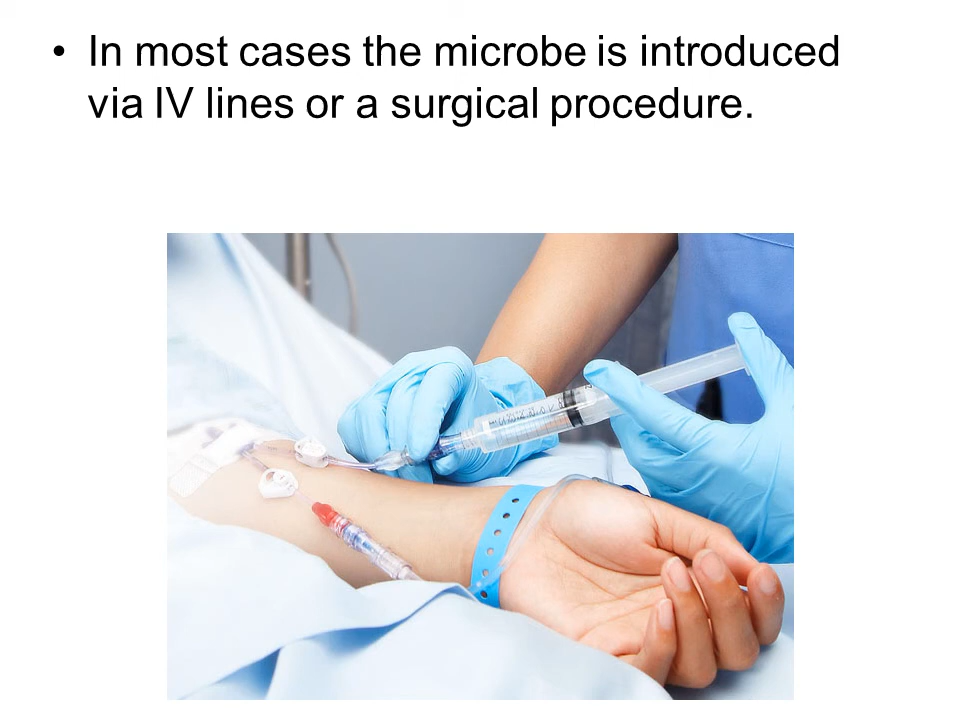 • In most cases the microbe is introduced
via IV lines or a surgical procedure.